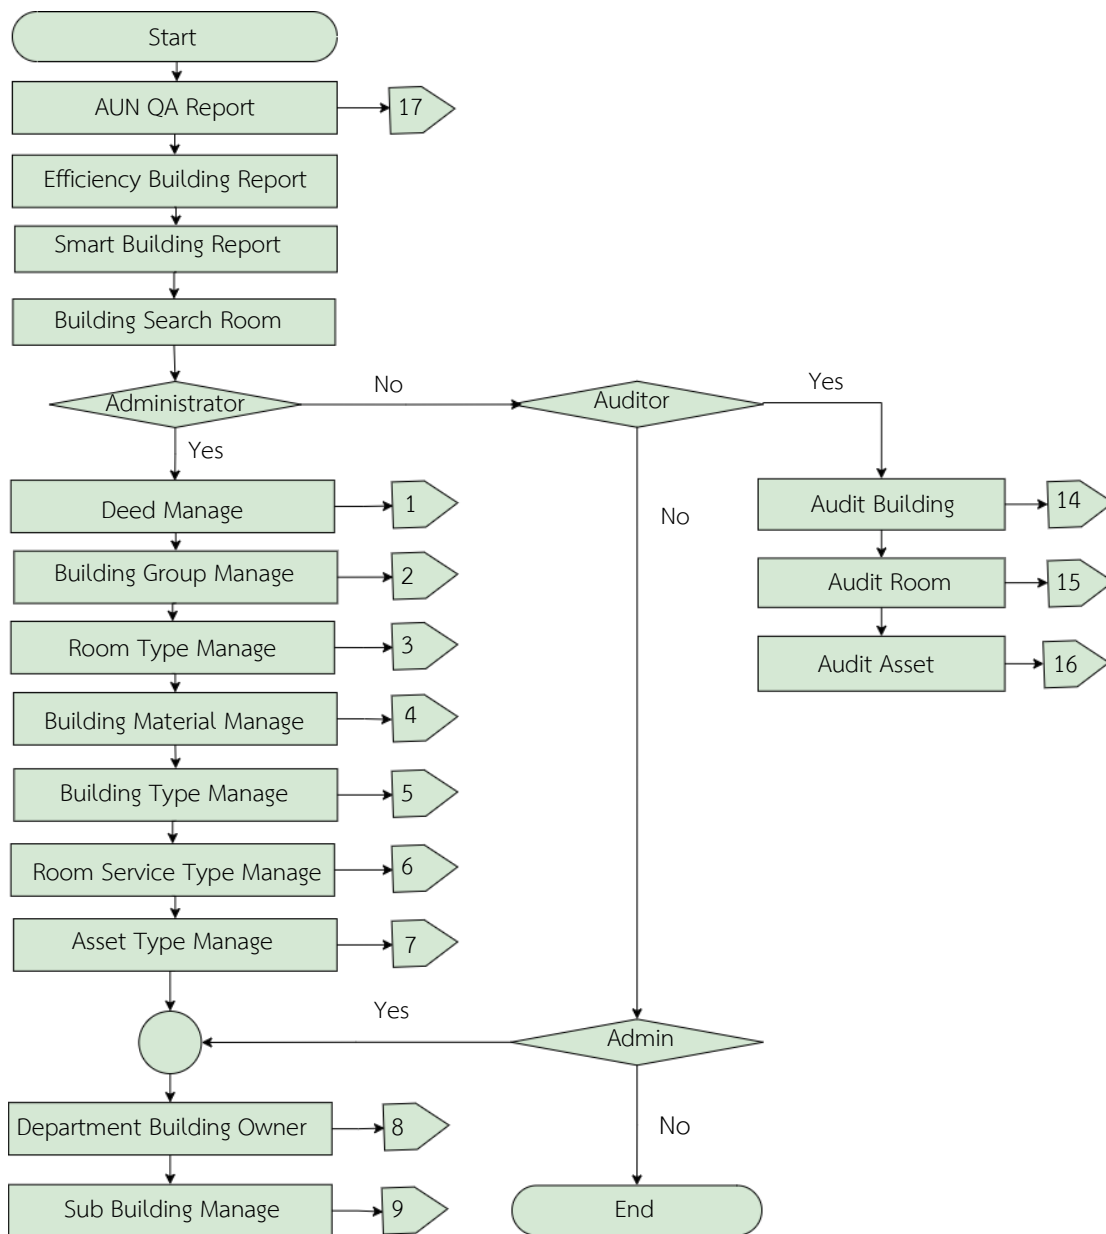 Start
AUN QA Report
17
Efficiency Building Report
Smart Building Report
Building Search Room
Administrator
No
Auditor
Yes
Yes
Deed Manage
1
Audit Building
14
No
Building Group Manage
2
Audit Room
15
Room Type Manage
3
Audit Asset
16
Building Material Manage
4
Building Type Manage
5
Room Service Type Manage
6
Asset Type Manage
7
Yes
Admin
Department Building Owner
8
No
Sub Building Manage
9
End